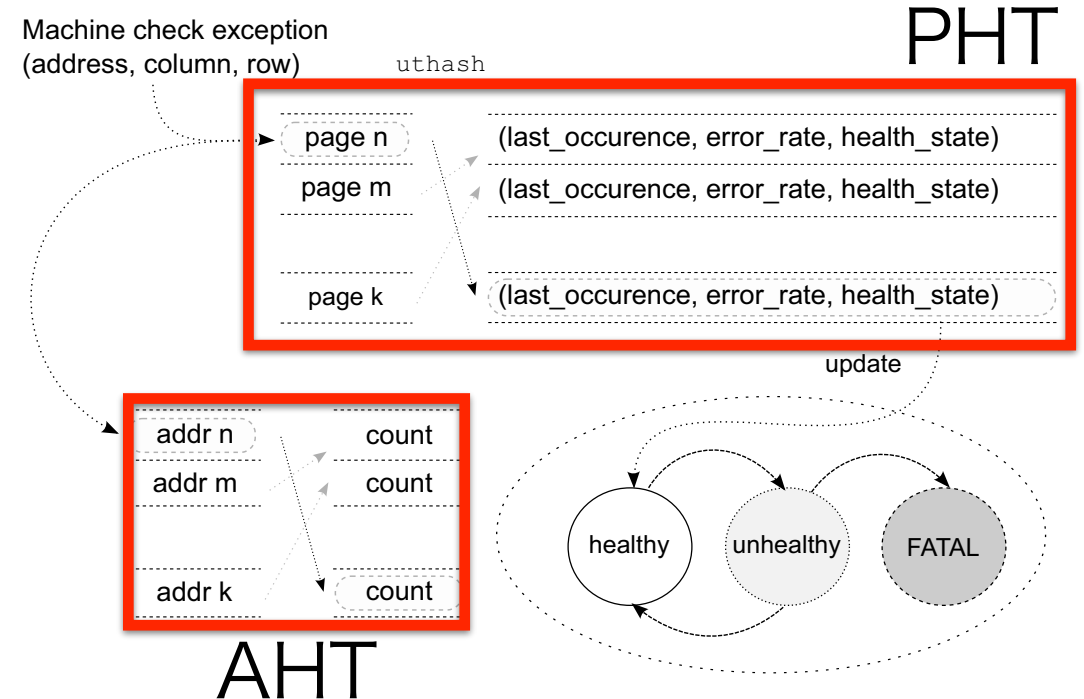 Machine check exception
(address, column, row)
uthash
PHT
page n
(last_occurence, error_rate, health_state)
page m
(last_occurence, error_rate, health_state)
page k
(last_occurence, error_rate, health_state)
update
addr n
count
addr m
count
addr k
count
AHT
healthy
unhealthy
FATAL